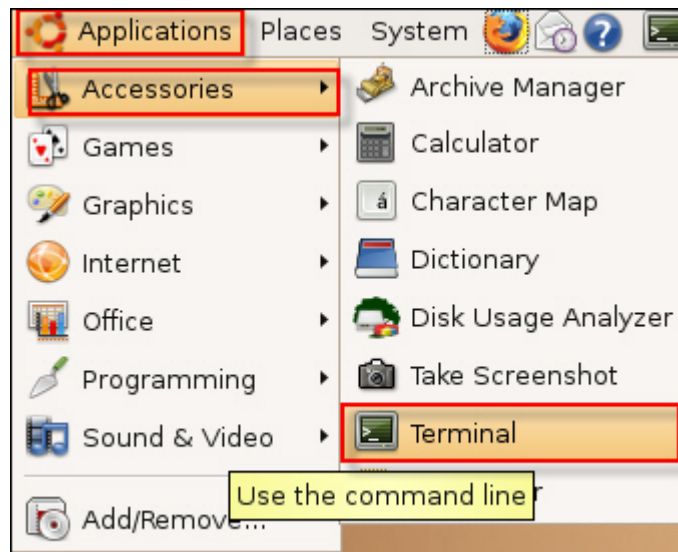 Applications Places System
Accessories
Games
Graphics
Internet
Office
Programming
Sound & Video
Add/Remove...
Archive Manager
Calculator
Character Map
Dictionary
Disk Usage Analyzer
Take Screenshot
Terminal
Use the command line